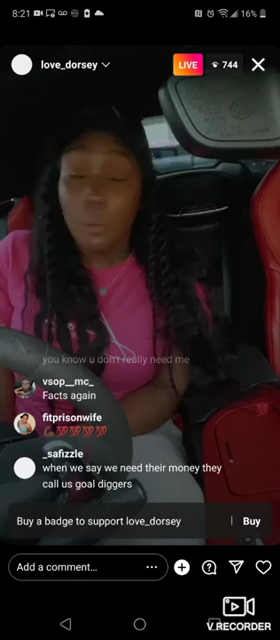 8:21
16%
love_dorsey
LIVE
744
you know u don't really need me
vsop__mc_
Facts again
fitprisonwife
_safizzle
when we say we need their money they
call us goal diggers
Buy a badge to support love_dorsey
Buy
Add a comment...
V RECORDER